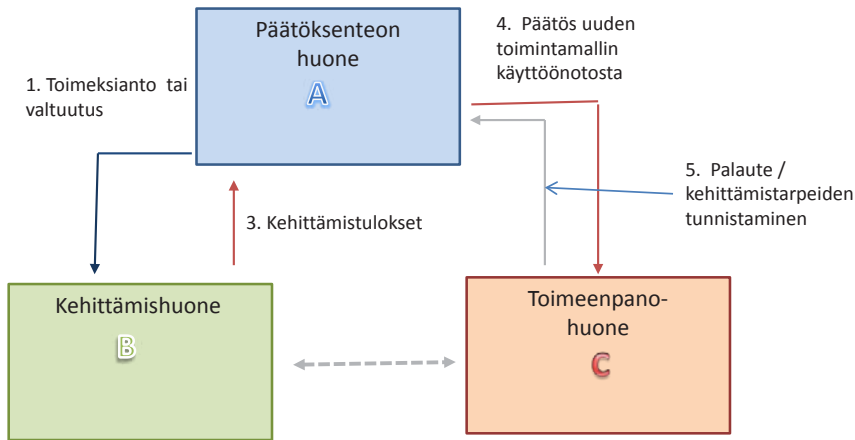 Päätöksenteon
huone
A
4. Päätös uuden
toimintamallin
käyttöönotosta
1. Toimeksianto tai
valtuutus
5. Palaute /
kehittämistarpeiden
tunnistaminen
3. Kehittämistulokset
Kehittämishuone
B
Toimeenpano-
huone
C